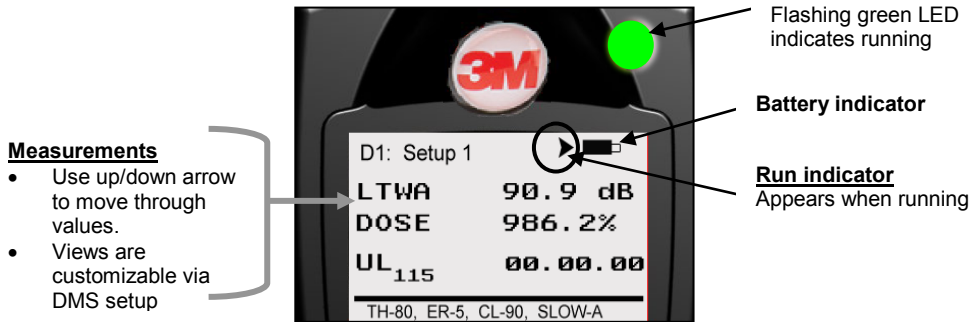 Flashing green LED
indicates running
3M
Battery indicator
Measurements
• Use up/down arrow
to move through
values.
• Views are
customizable via
DMS setup
D1: Setup 1
LTWA 90.9 dB
DOSE 986.2%
UL115 00.00.00
TH-80, ER-5, CL-90, SLOW-A
Run indicator
Appears when running